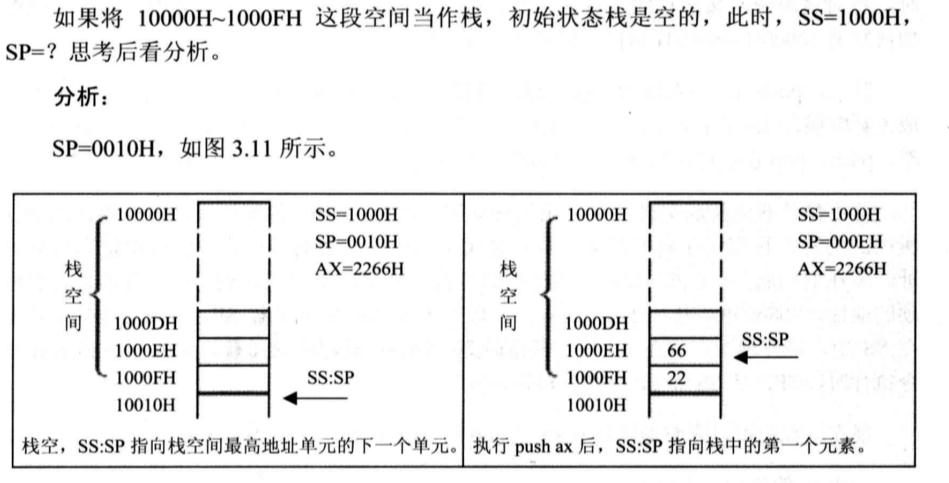 如果将 10000H~1000FH 这段空间当作栈，初始状态栈是空的，此时，SS=1000H，
SP=？思考后看分析。
分析：
SP=0010H，如图 3.11 所示。
栈空间
10000H
1000DH
1000EH
1000FH
10010H
SS=1000H
SP=0010H
AX=2266H
SS:SP
栈空，SS:SP 指向栈空间最高地址单元的下一个单元。
栈空间
10000H
1000DH
1000EH 66
1000FH 22
10010H
SS=1000H
SP=000EH
AX=2266H
SS:SP
执行 push ax 后，SS:SP 指向栈中的第一个元素。